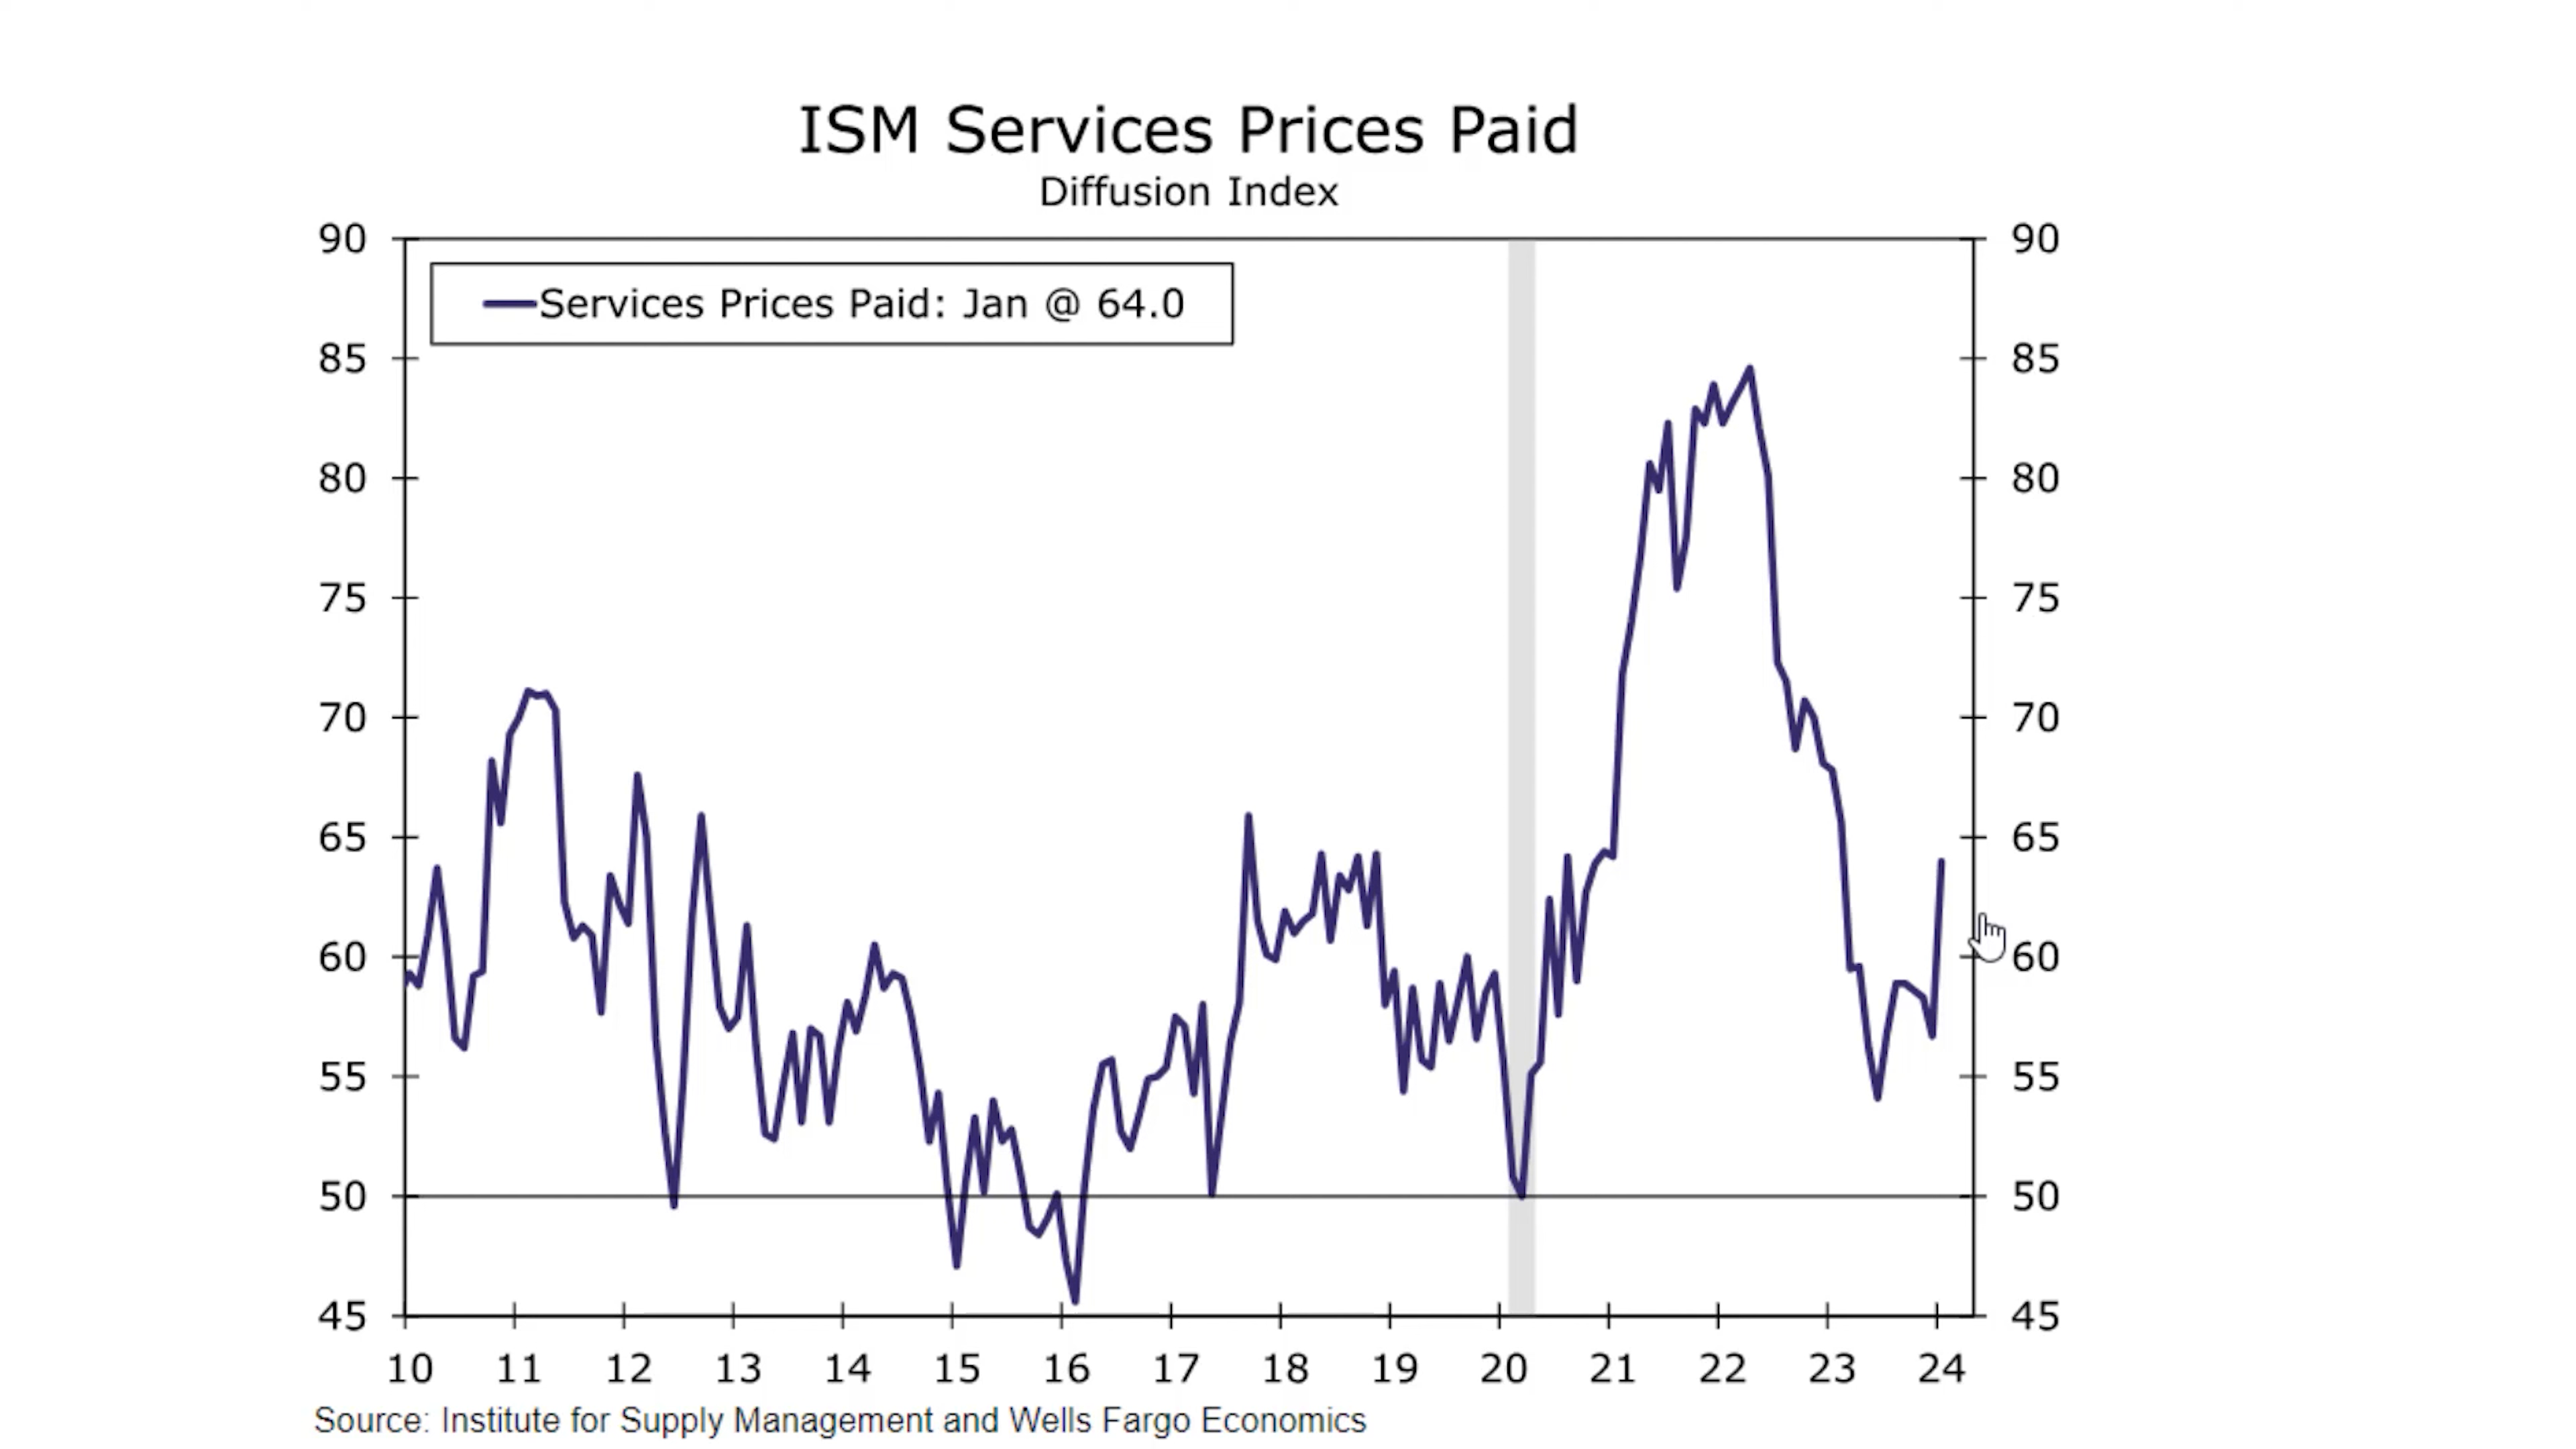 ISM Services Prices Paid
Diffusion Index
90 90
Services Prices Paid: Jan @ 64.0
85 85
80 80
75 75
70 70
65 65
60 60
55 55
50 50
45 45
10 11 12 13 14 15 16 17 18 19 20 21 22 23 24
Source: Institute for Supply Management and Wells Fargo Economics